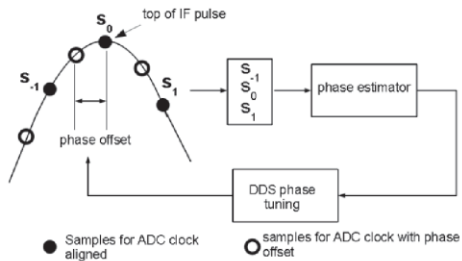 S0
top of IF pulse
S-1
S1
phase offset
S-1
S0
S1
phase estimator
DDS phase
tuning
Samples for ADC clock
aligned
samples for ADC clock with phase
offset